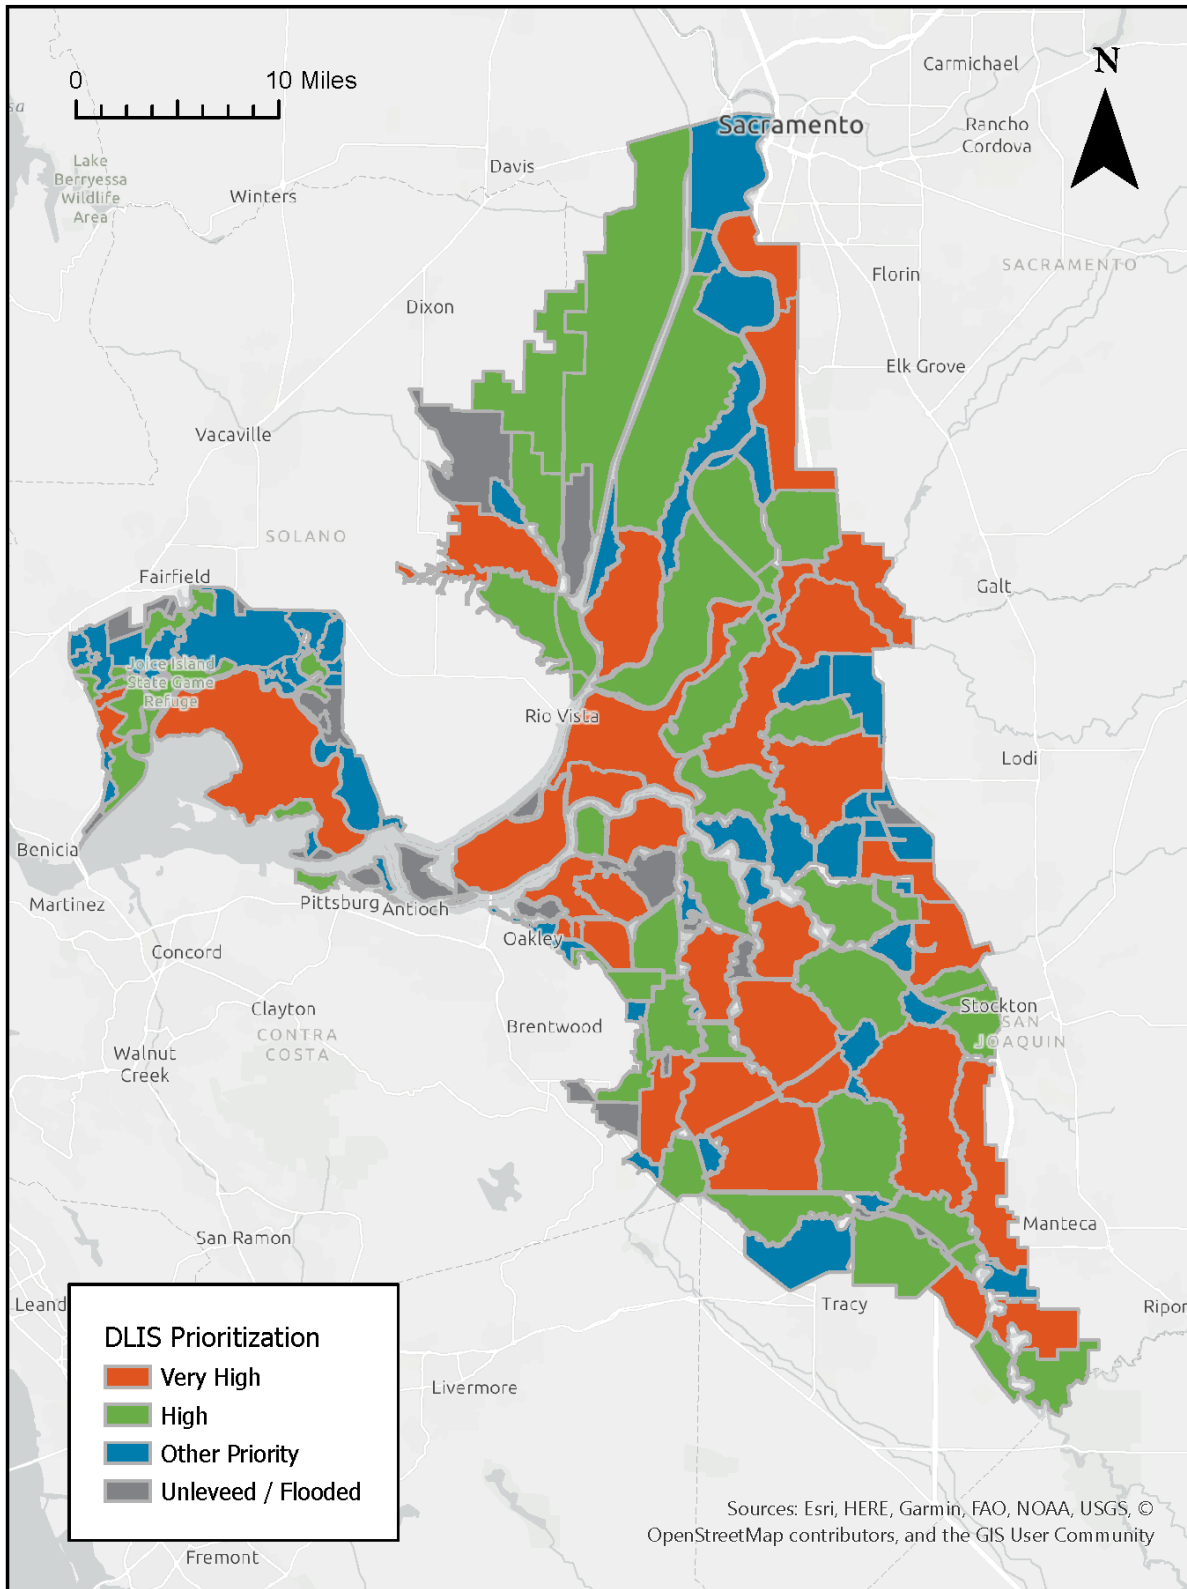 0 10 Miles
N
Carmichael
Sacramento
Rancho
Cordova
Davis
Lake
Berryessa
Wildlife
Area
Winters
Florin
SACRAMENTO
Dixon
Elk Grove
Vacaville
SOLANO
Fairfield
Galt
Joice Island
State Game
Refuge
Rio Vista
Lodi
Benicia
Martinez
Pittsburg
Antioch
Oakley
Concord
Clayton
CONTRA
COSTA
Brentwood
Stockton
SAN
JOAQUIN
Walnut
Creek
Manteca
San Ramon
Leand
Tracy
Ripor
DLIS Prioritization
Very High
High
Other Priority
Unleveed / Flooded
Livermore
Sources: Esri, HERE, Garmin, FAO, NOAA, USGS, ©
OpenStreetMap contributors, and the GIS User Community
Fremont